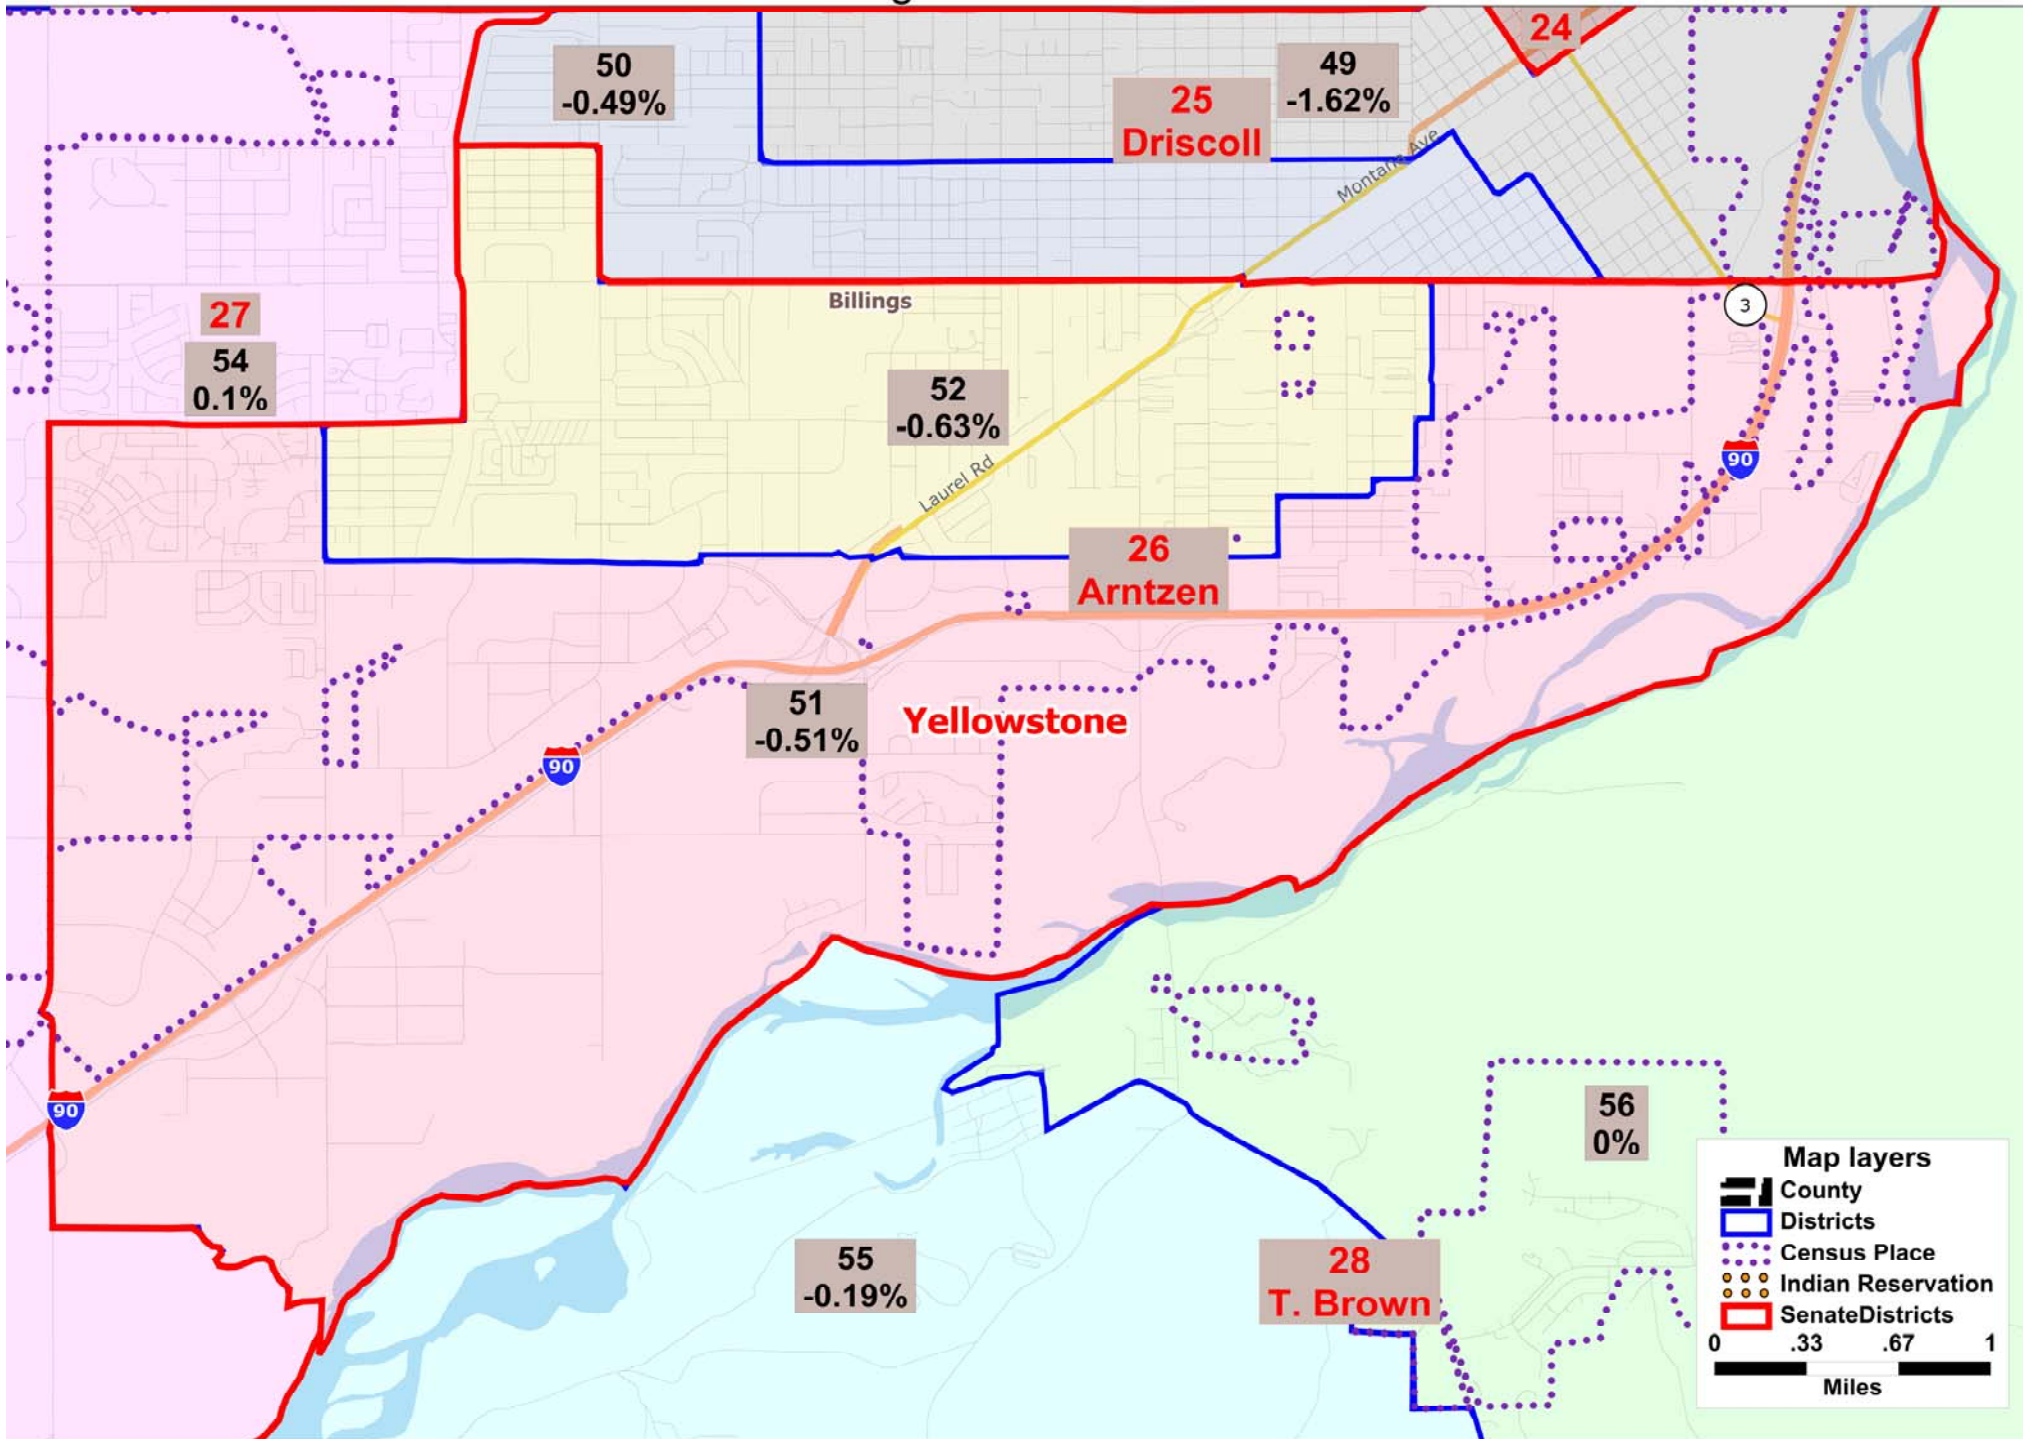 24
50
-0.49%
49
-1.62%
25
Driscoll
Montana Ave
3
Billings
27
54
0.1%
52
-0.63%
90
Laurel Rd
26
Arntzen
51
-0.51%
Yellowstone
90
90
56
0%
55
-0.19%
28
T. Brown
Map layers
County
Districts
Census Place
Indian Reservation
SenateDistricts
0 .33 .67 1
Miles